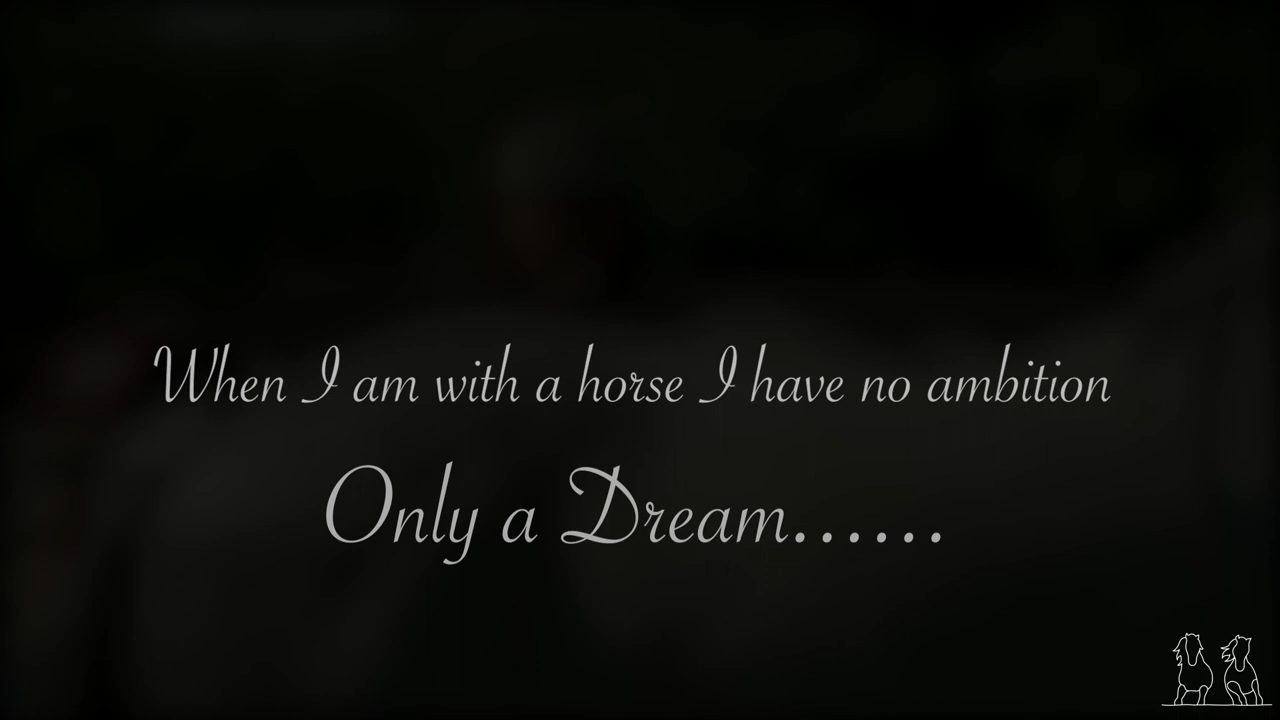 When I am with a horse I have no ambition
Only a Dream......